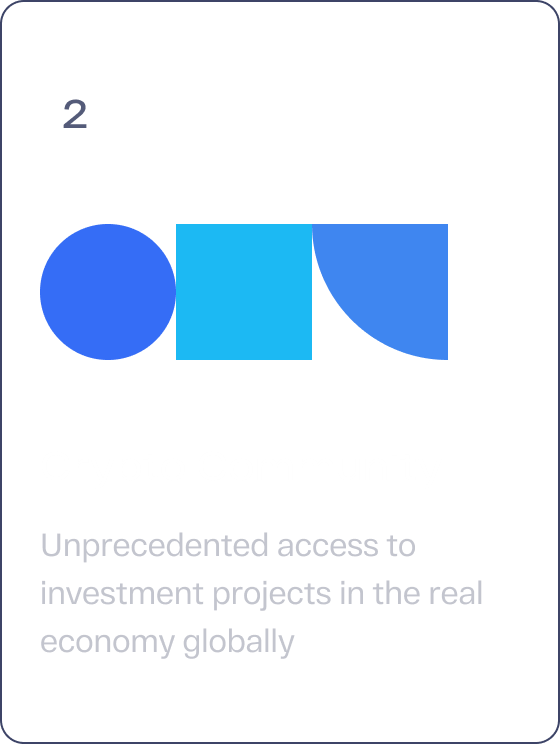 2
Unprecedented access to
investment projects in the real
economy globally